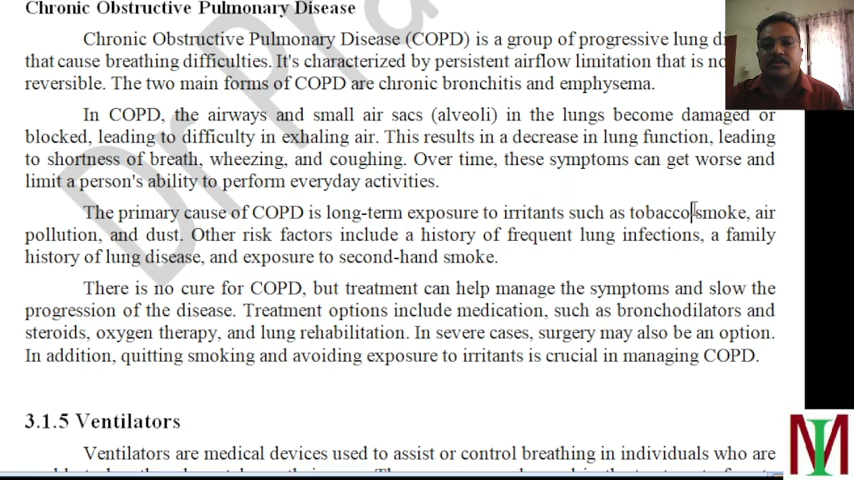 Chronic Obstructive Pulmonary Disease
Chronic Obstructive Pulmonary Disease (COPD) is a group of progressive lung
that cause breathing difficulties. It's characterized by persistent airflow limitation that is
reversible. The two main forms of COPD are chronic bronchitis and emphysema.
In COPD, the airways and small air sacs (alveoli) in the lungs become damaged or
blocked, leading to difficulty in exhaling air. This results in a decrease in lung function, leading
to shortness of breath, wheezing, and coughing. Over time, these symptoms can get worse and
limit a person's ability to perform everyday activities.
The primary cause of COPD is long-term exposure to irritants such as tobacco smoke, air
pollution, and dust. Other risk factors include a history of frequent lung infections, a family
history of lung disease, and exposure to second-hand smoke.
There is no cure for COPD, but treatment can help manage the symptoms and slow the
progression of the disease. Treatment options include medication, such as bronchodilators and
steroids, oxygen therapy, and lung rehabilitation. In severe cases, surgery may also be an option.
In addition, quitting smoking and avoiding exposure to irritants is crucial in managing COPD.
3.1.5 Ventilators
Ventilators are medical devices used to assist or control breathing in individuals who are
Dr Pra
MI